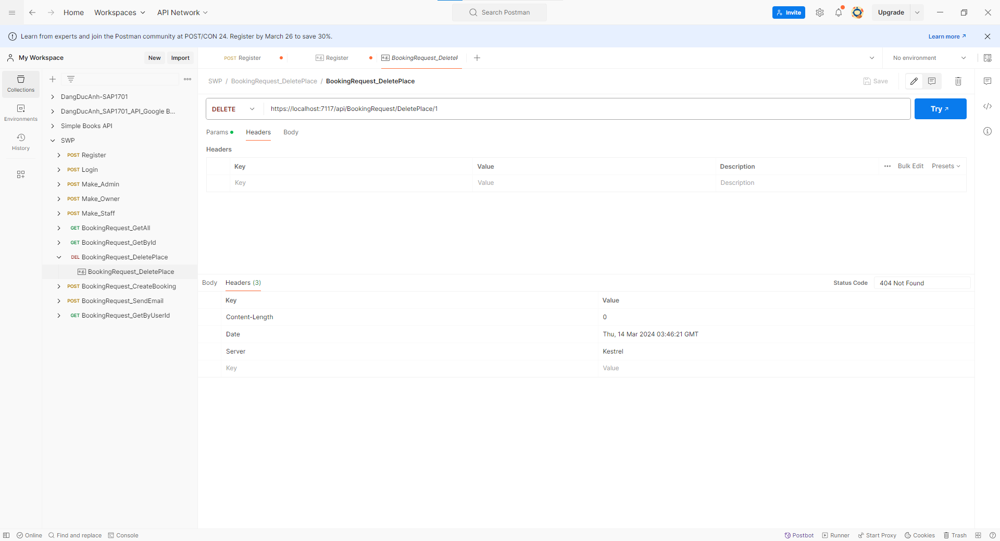 Home
Workspaces
API Network
Search Postman
Invite
Upgrade
Learn from experts and join the Postman community at POST/CON 24. Register by March 26 to save 30%.
Learn more
My Workspace
New
Import
POST Register
e.g. Register
e.g. BookingRequest_DeleteF
No environment
Collections
Environments
History
DangDucAnh-SAP1701
DangDucAnh_SAP1701_API_Google B...
Simple Books API
SWP
POST Register
POST Login
POST Make_Admin
POST Make_Owner
POST Make_Staff
GET BookingRequest_GetAll
GET BookingRequest_GetById
DEL BookingRequest_DeletePlace
e.g. BookingRequest_DeletePlace
POST BookingRequest_CreateBooking
POST BookingRequest_SendEmail
GET BookingRequest_GetByUserId
SWP / BookingRequest_DeletePlace / BookingRequest_DeletePlace
Save
DELETE
https://localhost:7117/api/BookingRequest/DeletePlace/1
Try
Params
Headers
Body
Headers
Key
Value
Description
Bulk Edit
Presets
Key
Value
Description
Body
Headers (3)
Status Code
404 Not Found
Key
Value
Content-Length
0
Date
Thu, 14 Mar 2024 03:46:21 GMT
Server
Kestrel
Key
Value
Online
Find and replace
Console
Postbot
Runner
Start Proxy
Cookies
Trash